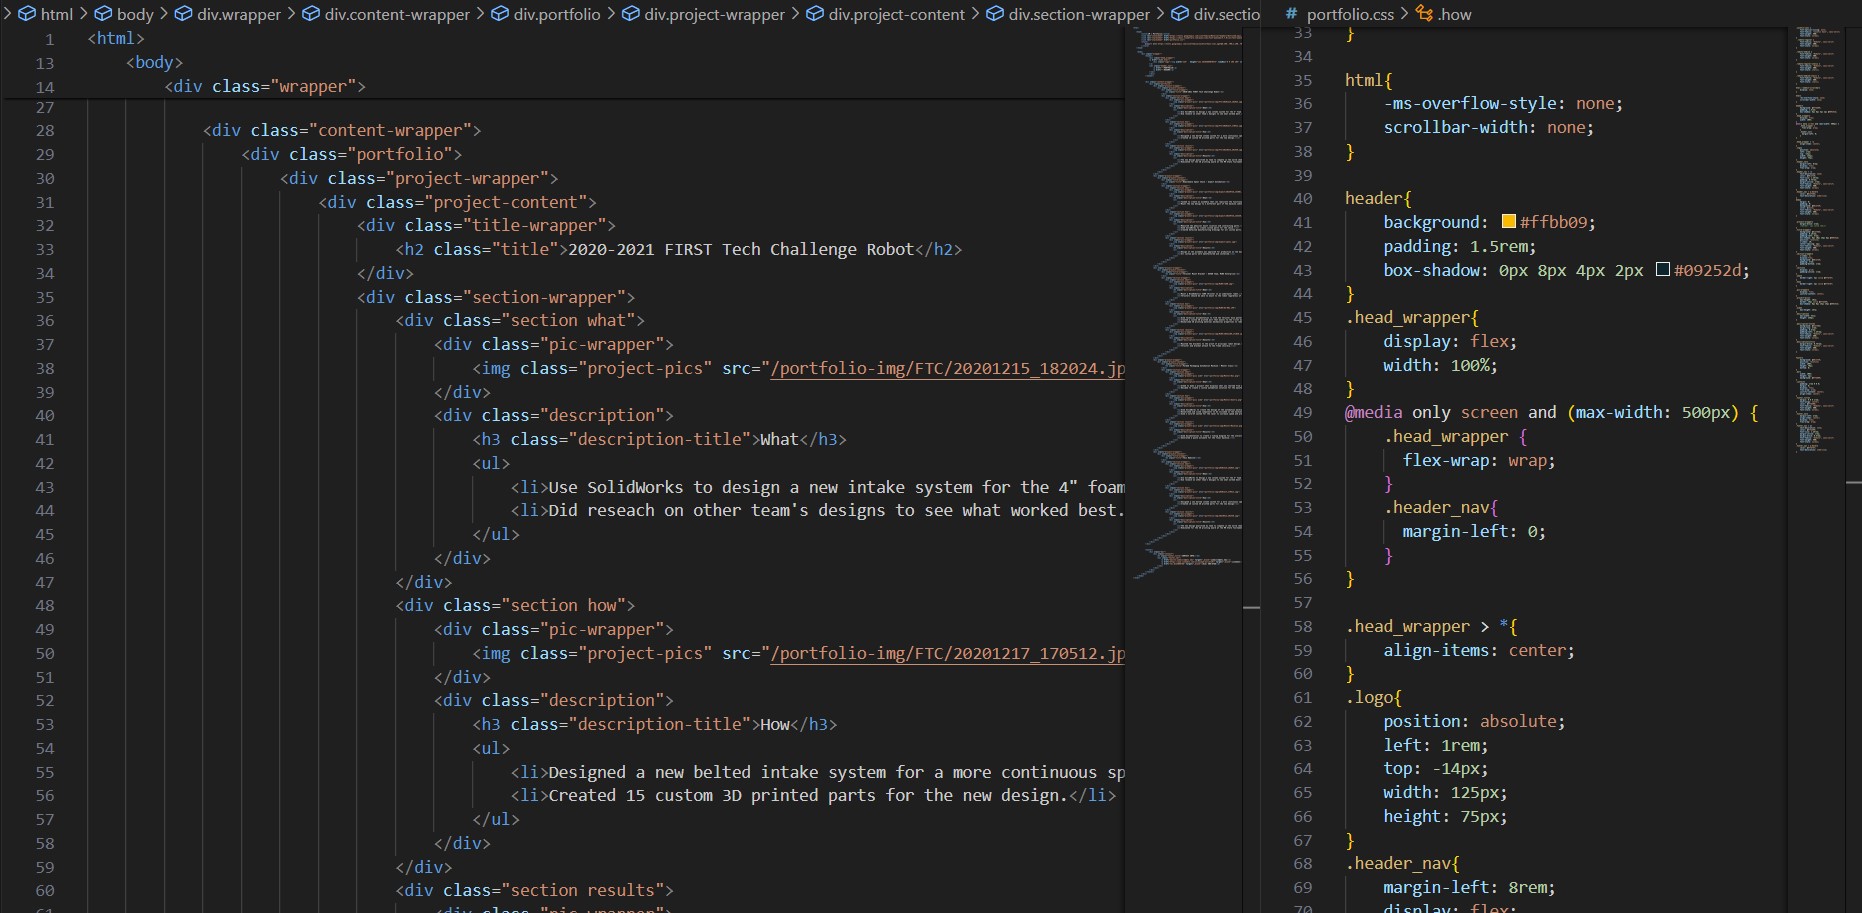 html > body > div.wrapper > div.content-wrapper > div.portfolio > div.project-wrapper > div.project-content > div.section-wrapper > div.sectio
1 <html>
13 <body>
14 <div class="wrapper">
27
28 <div class="content-wrapper">
29 <div class="portfolio">
30 <div class="project-wrapper">
31 <div class="project-content">
32 <div class="title-wrapper">
33 <h2 class="title">2020-2021 FIRST Tech Challenge Robot</h2>
34 </div>
35 <div class="section-wrapper">
36 <div class="section what">
37 <div class="pic-wrapper">
38 <img class="project-pics" src="/portfolio-img/FTC/20201215_182024.jp
39 </div>
40 <div class="description">
41 <h3 class="description-title">What</h3>
42 <ul>
43 <li>Use SolidWorks to design a new intake system for the 4" foam
44 <li>Did reseach on other team's designs to see what worked best.
45 </ul>
46 </div>
47 </div>
48 <div class="section how">
49 <div class="pic-wrapper">
50 <img class="project-pics" src="/portfolio-img/FTC/20201217_170512.jp
51 </div>
52 <div class="description">
53 <h3 class="description-title">How</h3>
54 <ul>
55 <li>Designed a new belted intake system for a more continuous sp
56 <li>Created 15 custom 3D printed parts for the new design.</li>
57 </ul>
58 </div>
59 </div>
60 <div class="section results">
61 <div class="pic-wrapper">
# portfolio.css > .how
33 }
34
35 html{
36 -ms-overflow-style: none;
37 scrollbar-width: none;
38 }
39
40 header{
41 background: #ffbb09;
42 padding: 1.5rem;
43 box-shadow: 0px 8px 4px 2px #09252d;
44 }
45 .head_wrapper{
46 display: flex;
47 width: 100%;
48 }
49 @media only screen and (max-width: 500px) {
50 .head_wrapper {
51 flex-wrap: wrap;
52 }
53 .header_nav{
54 margin-left: 0;
55 }
56 }
57
58 .head_wrapper > *{
59 align-items: center;
60 }
61 .logo{
62 position: absolute;
63 left: 1rem;
64 top: -14px;
65 width: 125px;
66 height: 75px;
67 }
68 .header_nav{
69 margin-left: 8rem;
70 display: flex;